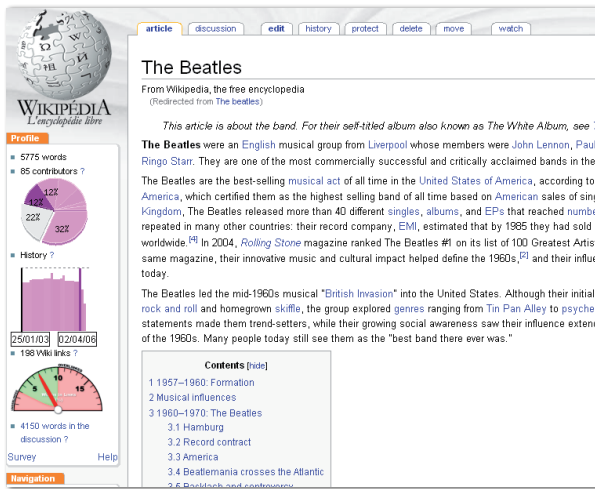 WIKIPÉDIA
L'encyclopédie libre
article discussion edit history protect delete move watch
The Beatles
From Wikipedia, the free encyclopedia
(Redirected from The beatles)
This article is about the band. For their self-titled album also known as The White Album, see
The Beatles were an English musical group from Liverpool whose members were John Lennon, Paul
Ringo Starr. They are one of the most commercially successful and critically acclaimed bands in the
The Beatles are the best-selling musical act of all time in the United States of America, according to
America, which certified them as the highest selling band of all time based on American sales of
Kingdom, The Beatles released more than 40 different singles, albums, and EPs that reached
repeated in many other countries: their record company, EMI, estimated that by 1985 they had sold
worldwide.[4] In 2004, Rolling Stone magazine ranked The Beatles #1 on its list of 100 Greatest
same magazine, their innovative music and cultural impact helped define the 1960s,[2] and their
today.
The Beatles led the mid-1960s musical "British Invasion" into the United States. Although their initial
rock and roll and homegrown skiffle, the group explored genres ranging from Tin Pan Alley to
statements made them trend-setters, while their growing social awareness saw their influence
of the 1960s. Many people today still see them as the "best band there ever was."
Contents [hide]
1 1957–1960: Formation
2 Musical influences
3 1960–1970: The Beatles
3.1 Hamburg
3.2 Record contract
3.3 America
3.4 Beatlemania crosses the Atlantic
3.5 Backlash and controversy
Profile
5775 words
85 contributors ?
12%
12%
22%
32%
History ?
25/01/03 02/04/06
198 Wiki links ?
5 10 15
4150 words in the
discussion ?
Survey Help
Navigation